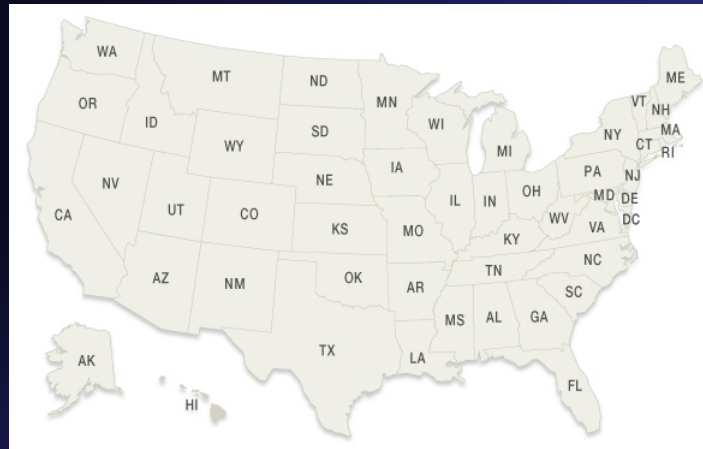 WA
MT
ND
MN
ME
VT
NH
OR
ID
SD
WI
MI
NY
MA
CT
RI
WY
IA
PA
NJ
NV
UT
CO
NE
IL
IN
OH
MD
DE
DC
CA
KS
MO
KY
WV
VA
AZ
NM
OK
AR
TN
NC
SC
MS
AL
GA
TX
LA
FL
AK
HI